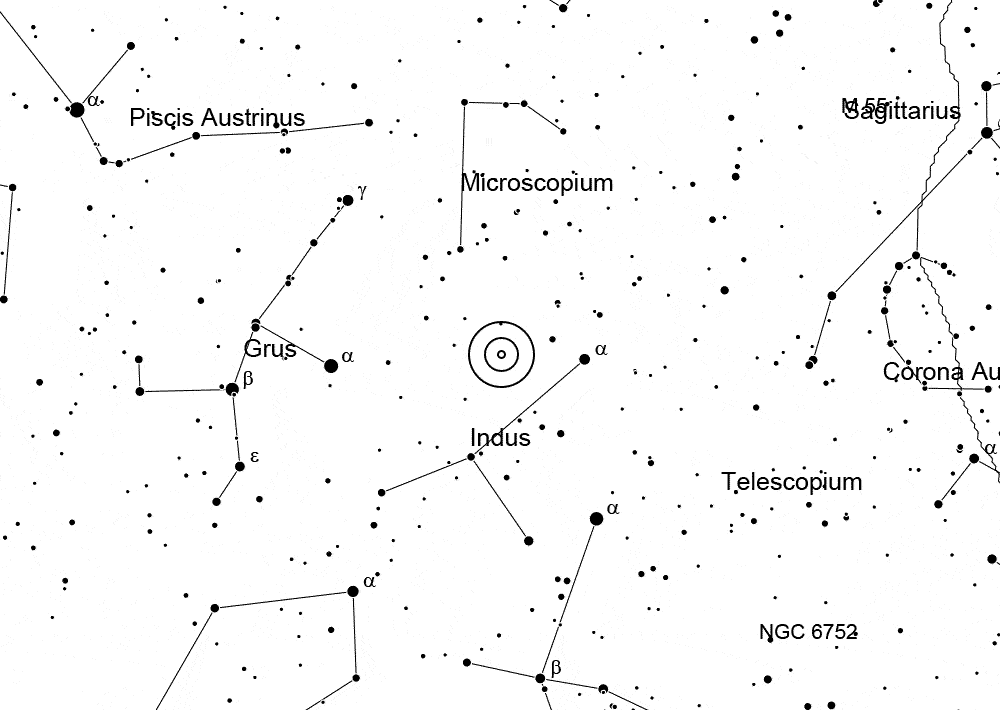 α
Piscis Austrinus
M 55
Sagittarius
Microscopium
γ
Grus
α
α
Corona Au
β
Indus
α
ε
Telescopium
α
α
NGC 6752
β